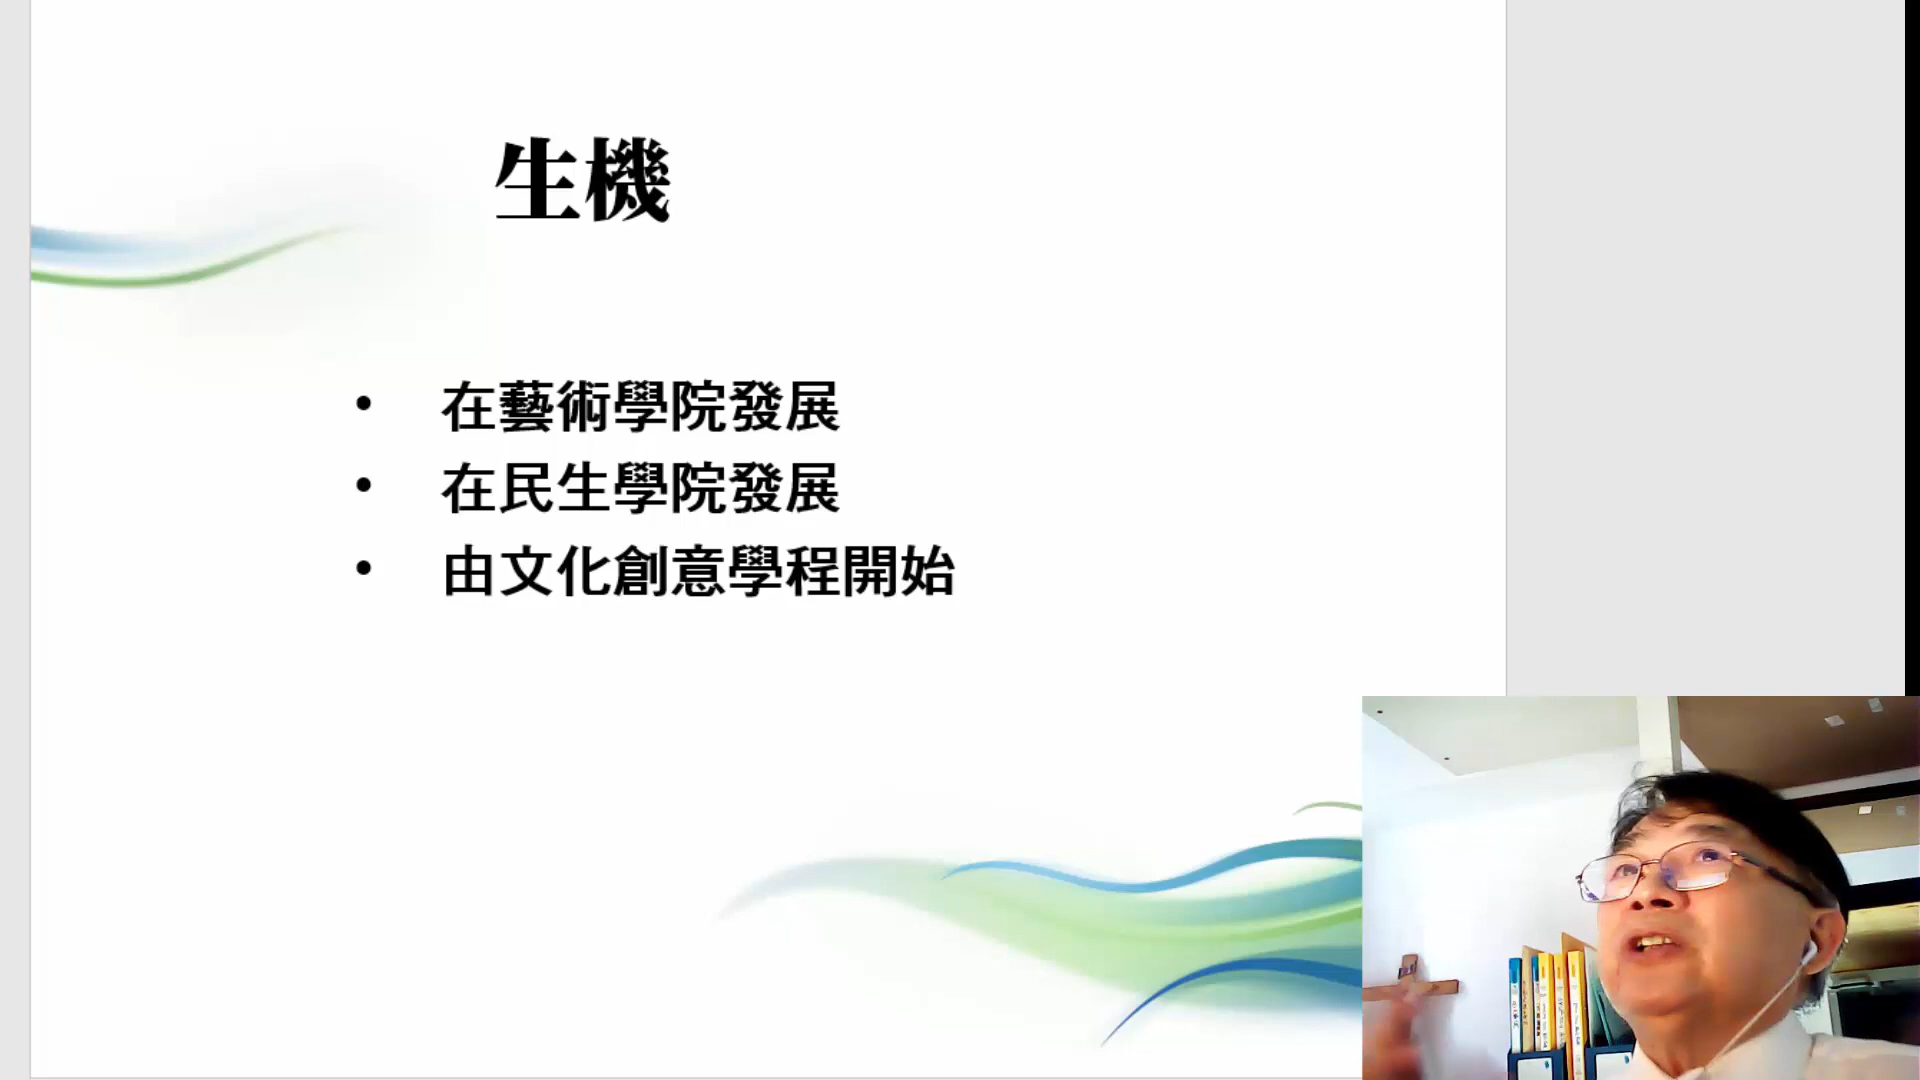 生機
• 在藝術學院發展
• 在民生學院發展
• 由文化創意學程開始